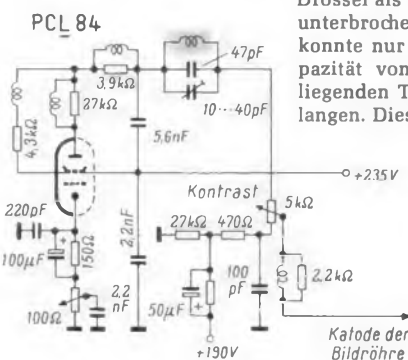 PCL 84
Drossel als
unterbroche
konnte nur
pazität von
liegenden T
langen. Dies
47pF
3,9kΩ
10...40pF
27kΩ
4,3kΩ
5,6nF
+235V
Kontrast
5kΩ
220pF
27kΩ
470Ω
2,2nF
100µF
150Ω
2,2kΩ
100Ω
2,2
nF
50µF
100
pF
+190V
Katode der
Bildröhre